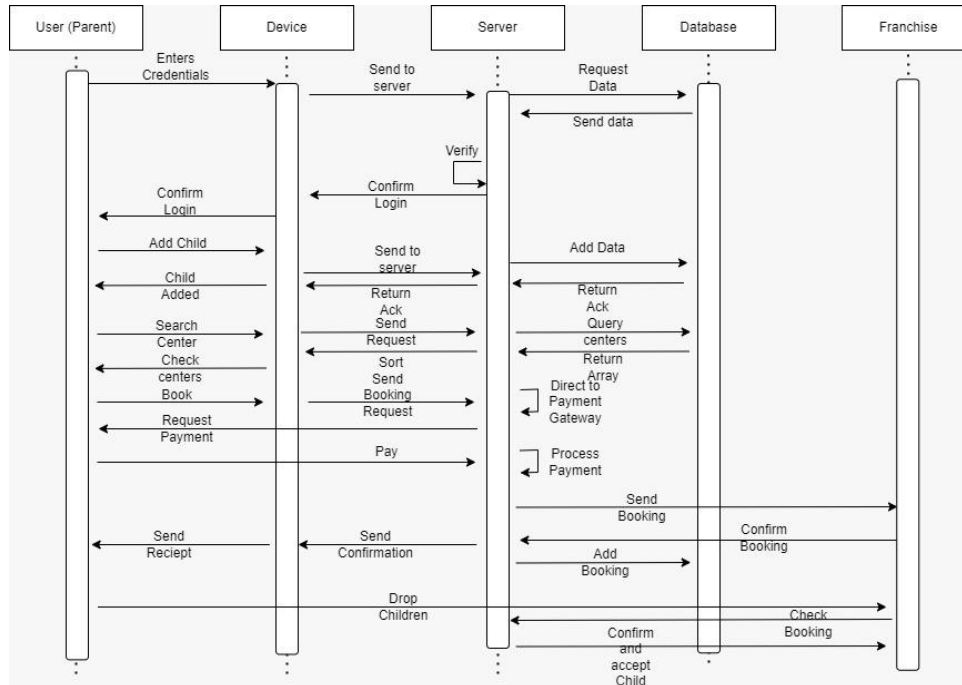 User (Parent)
Device
Server
Database
Franchise
Enters
Credentials
Send to
server
Request
Data
Send data
Verify
Confirm
Login
Confirm
Login
Add Child
Send to
server
Add Data
Child
Added
Return
Ack
Return
Ack
Search
Center
Send
Request
Query
centers
Check
centers
Sort
Return
Array
Book
Send
Booking
Request
Direct to
Payment
Gateway
Request
Payment
Pay
Process
Payment
Send
Booking
Confirm
Booking
Send
Reciept
Send
Confirmation
Add
Booking
Drop
Children
Check
Booking
Confirm
and
accept
Child